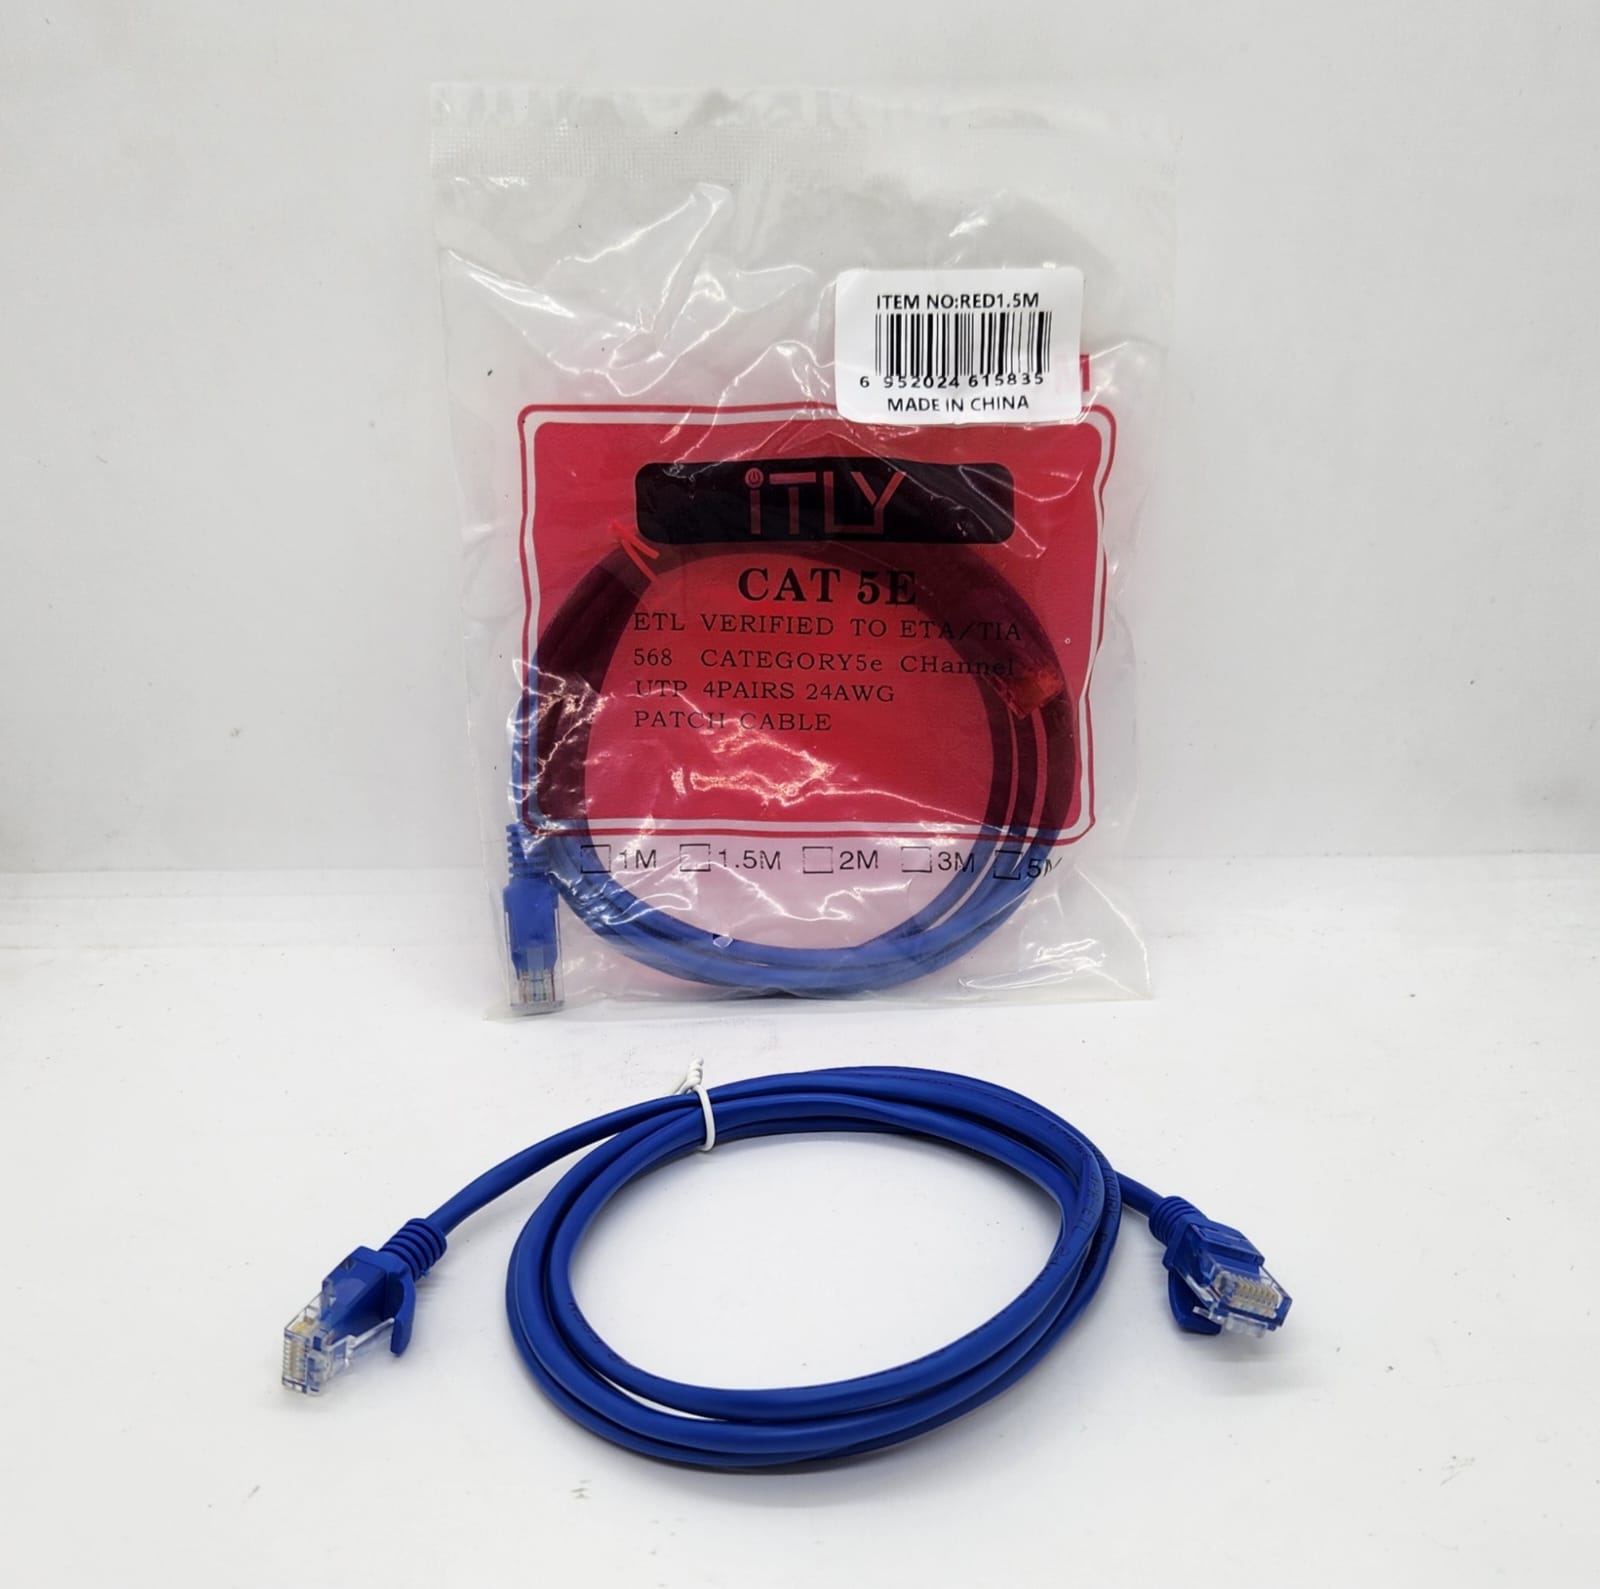 ITEM NO:RED1.5M
6 952024 615835
MADE IN CHINA
iTLY
CAT 5E
ETL VERIFIED TO ETA/TIA
568 CATEGORY5e CHannel
UTP 4PAIRS 24AWG
PATCH CABLE
1M 1.5M 2M 3M 5M